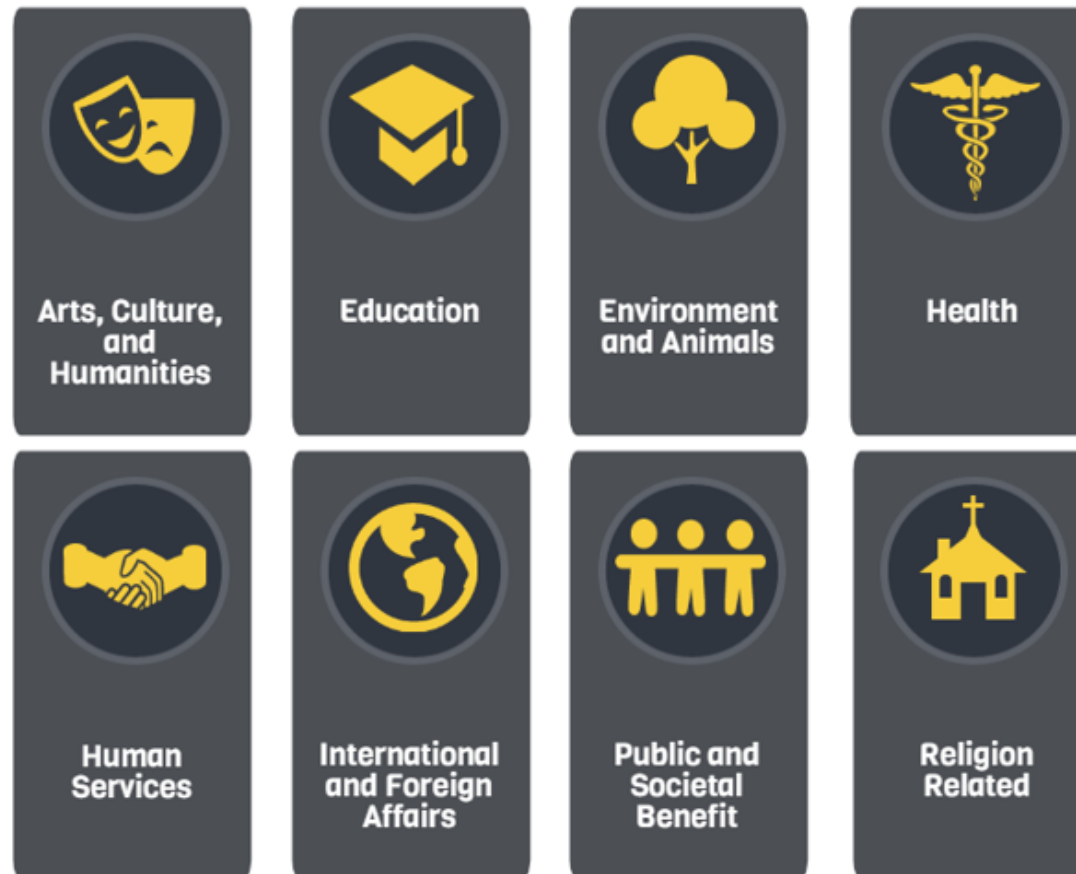 Arts, Culture,
and
Humanities
Education
Environment
and Animals
Health
Human
Services
International
and Foreign
Affairs
Public and
Societal
Benefit
Religion
Related